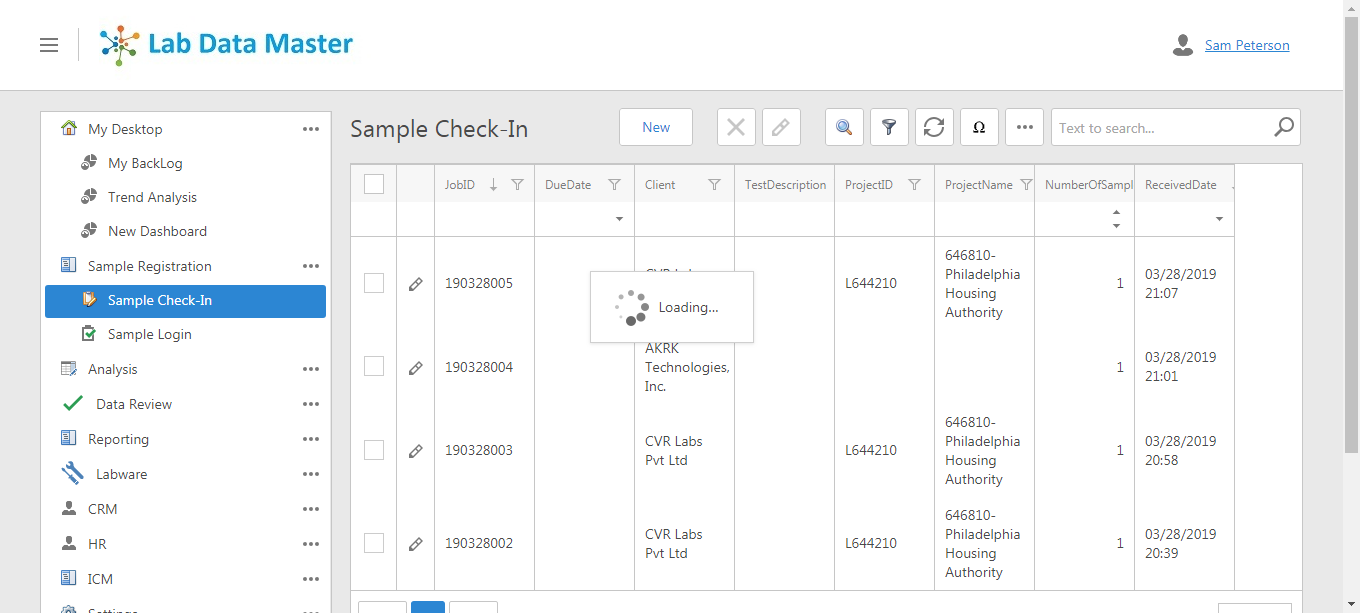 Lab Data Master
Sam Peterson
My Desktop
My BackLog
Trend Analysis
New Dashboard
Sample Registration
Sample Check-In
Sample Login
Analysis
Data Review
Reporting
Labware
CRM
HR
ICM
Settings
Sample Check-In
New
Ω
Text to search...
JobID DueDate Client TestDescription ProjectID ProjectName NumberOfSampl ReceivedDate
190328005
L644210
646810-
Philadelphia
Housing
Authority
1
03/28/2019
21:07
Loading...
190328004
AKRK
Technologies,
Inc.
1
03/28/2019
21:01
190328003
CVR Labs
Pvt Ltd
L644210
646810-
Philadelphia
Housing
Authority
1
03/28/2019
20:58
190328002
CVR Labs
Pvt Ltd
L644210
646810-
Philadelphia
Housing
Authority
1
03/28/2019
20:39